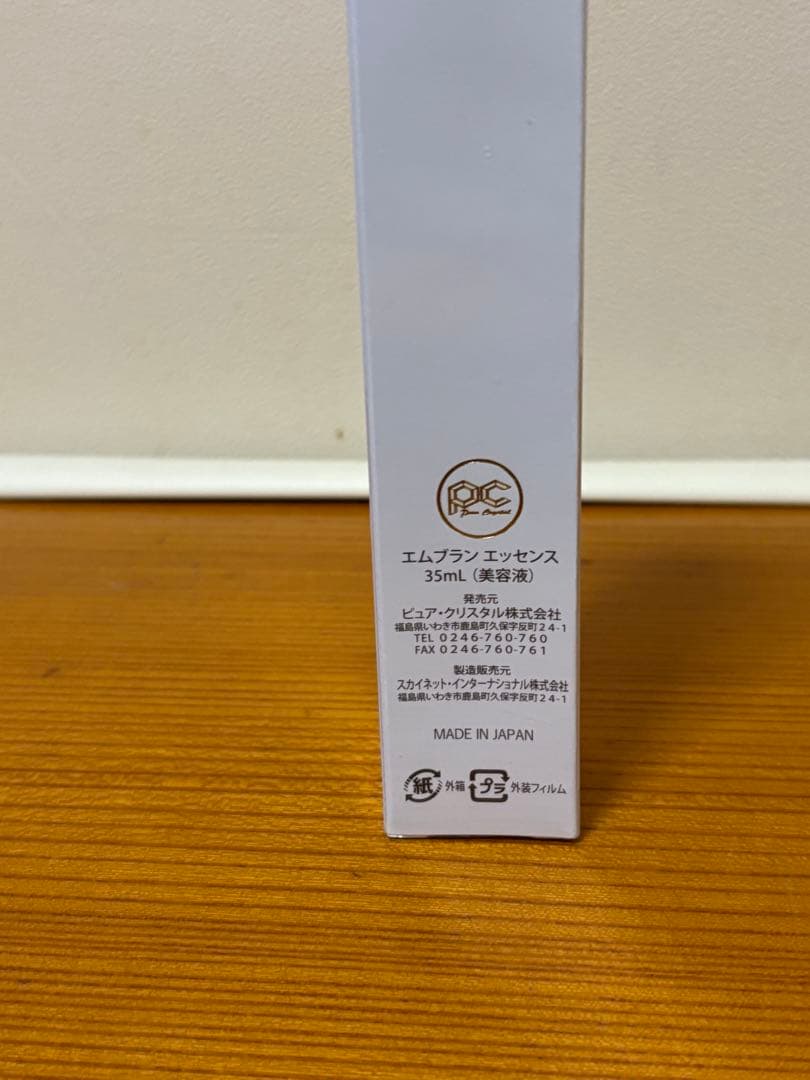 PC
Pure Crystal
エムブラン エッセンス
35mL（美容液）
発売元
ピュア・クリスタル株式会社
福島県いわき市鹿島町久保字反町２４-１
TEL ０２４６-７６０-７６０
FAX ０２４６-７６０-７６１
製造販売元
スカイネット・インターナショナル株式会社
福島県いわき市鹿島町久保字反町２４-１
MADE IN JAPAN
紙 外箱 プラ 外装フィルム